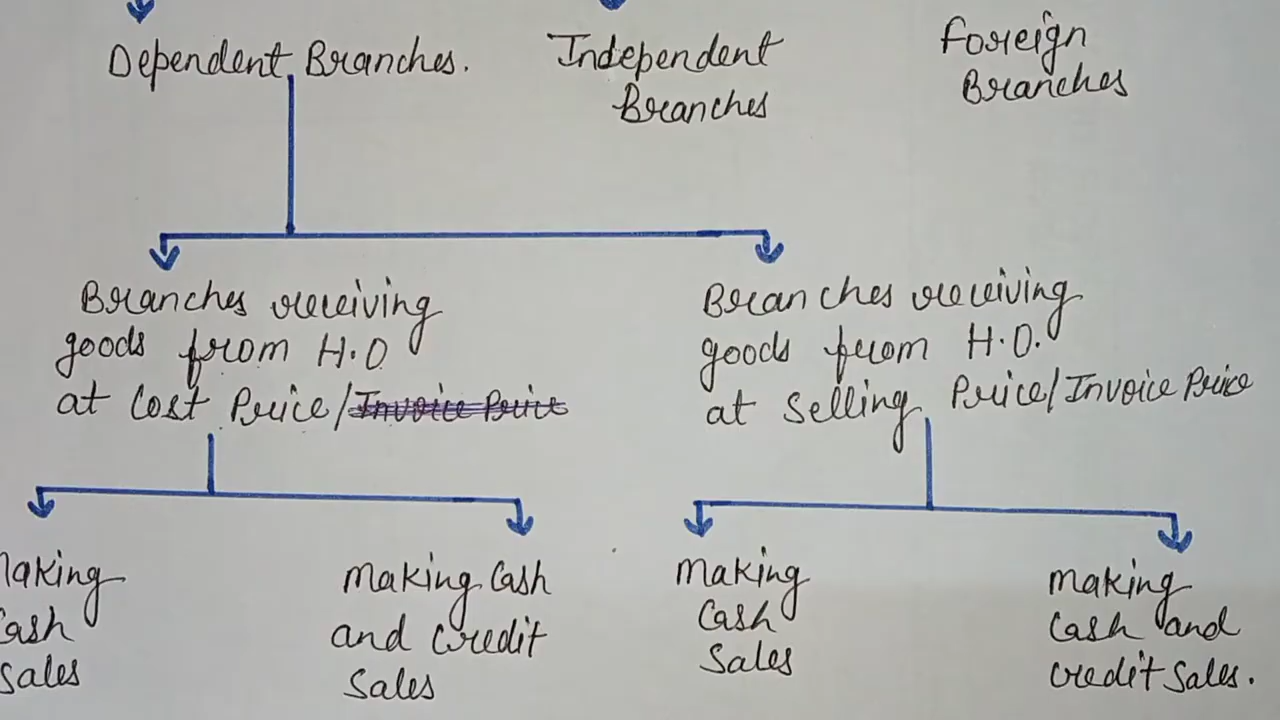 Dependent Branches.
Independent
Branches
Foreign
Branches
Branches receiving
goods from H.O
at Cost Price/Invoice Price
Branches receiving
goods from H.O.
at Selling Price/Invoice Price
Making
Cash
Sales
Making Cash
and Credit
Sales
Making
Cash
Sales
Making
Cash and
Credit Sales.